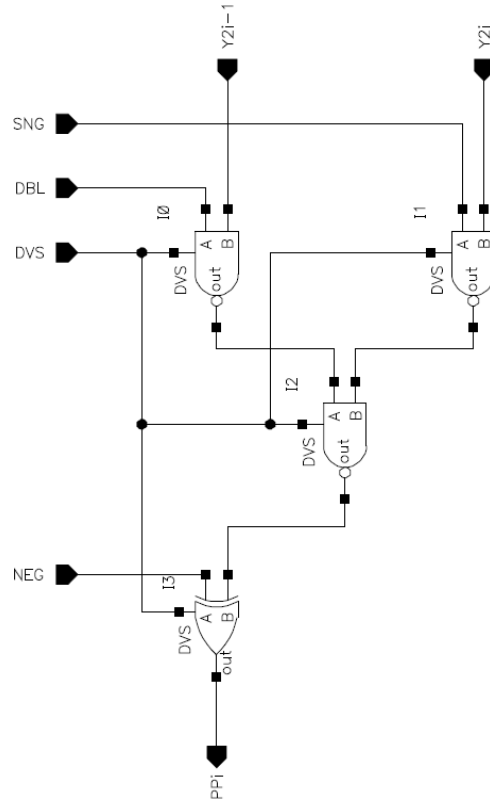 Y2i-1
Y2i
SNG
DBL
I0
I1
A
B
A
B
DVS
DVS
out
DVS
out
I2
A
B
DVS
out
NEG
I3
A
B
DVS
out
PPi